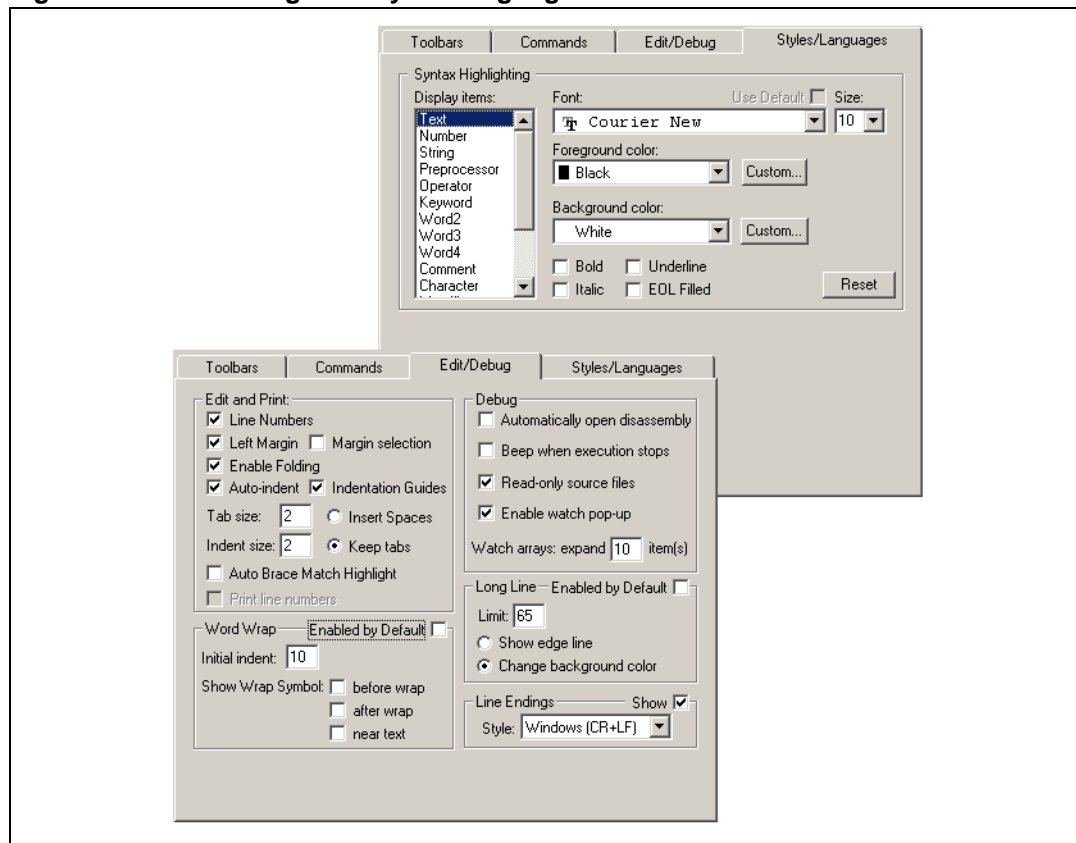 Toolbars Commands Edit/Debug Styles/Languages
Syntax Highlighting
Display items:
Text
Number
String
Preprocessor
Operator
Keyword
Word2
Word3
Word4
Comment
Character
Font: Use Default Size:
Courier New 10
Foreground color:
Black Custom...
Background color:
White Custom...
Bold Underline
Italic EOL Filled
Reset
Toolbars Commands Edit/Debug Styles/Languages
Edit and Print:
Line Numbers
Left Margin Margin selection
Enable Folding
Auto-indent Indentation Guides
Tab size: 2 Insert Spaces
Indent size: 2 Keep tabs
Auto Brace Match Highlight
Print line numbers
Word Wrap Enabled by Default
Initial indent: 10
Show Wrap Symbol: before wrap
after wrap
near text
Debug
Automatically open disassembly
Beep when execution stops
Read-only source files
Enable watch pop-up
Watch arrays: expand 10 item(s)
Long Line Enabled by Default
Limit: 65
Show edge line
Change background color
Line Endings Show
Style: Windows (CR+LF)